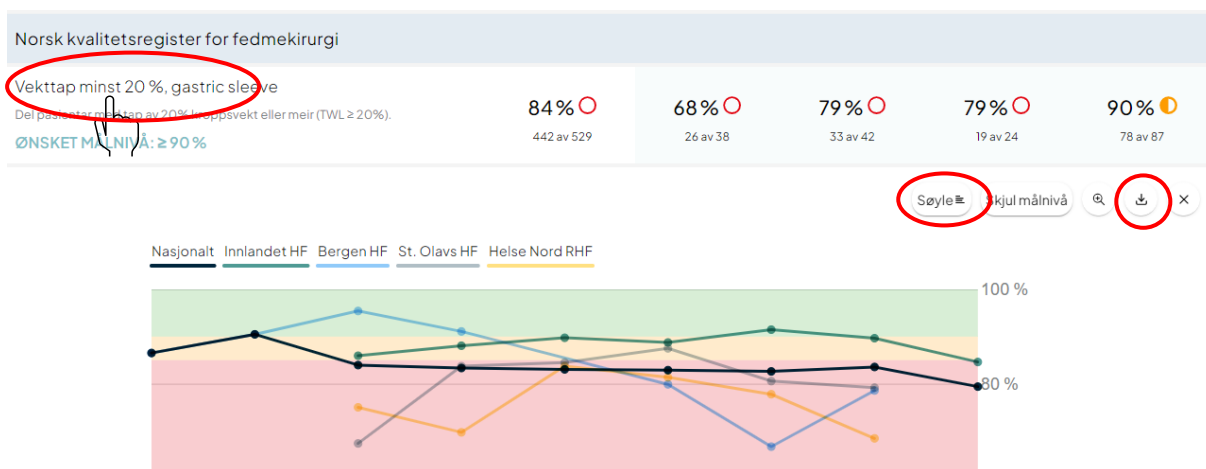 Norsk kvalitetsregister for fedmekirurgi
Vekttap minst 20 %, gastric sleeve
Del pasientar med tap av 20% kroppsvekt eller meir (TWL ≥ 20%).
ØNSKET MÅLNIVÅ: ≥ 90 %
84 % 68 % 79 % 79 % 90 %
442 av 529 26 av 38 33 av 42 19 av 24 78 av 87
Søyle Skjul målnivå
Nasjonalt Innlandet HF Bergen HF St. Olavs HF Helse Nord RHF
100 %
80 %